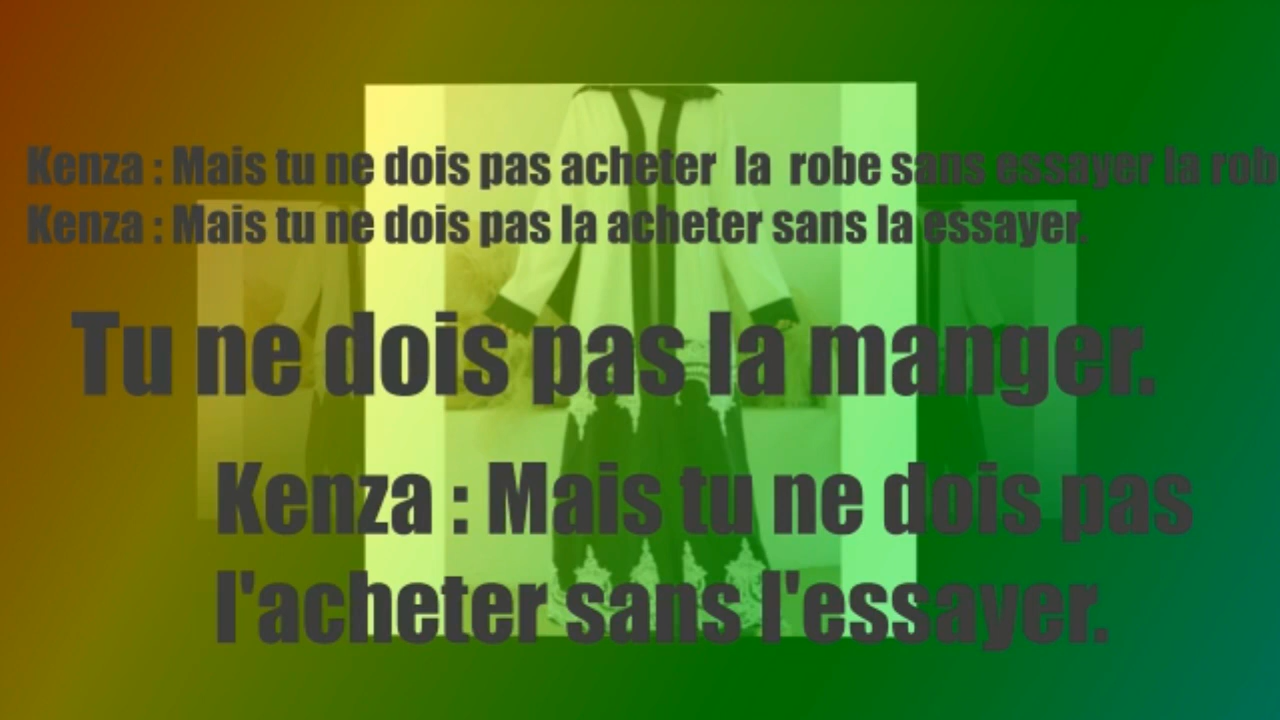 Kenza : Mais tu ne dois pas acheter la robe sans essayer la rob
Kenza : Mais tu ne dois pas la acheter sans la essayer.
Tu ne dois pas la manger.
Kenza : Mais tu ne dois pas
l'acheter sans l'essayer.